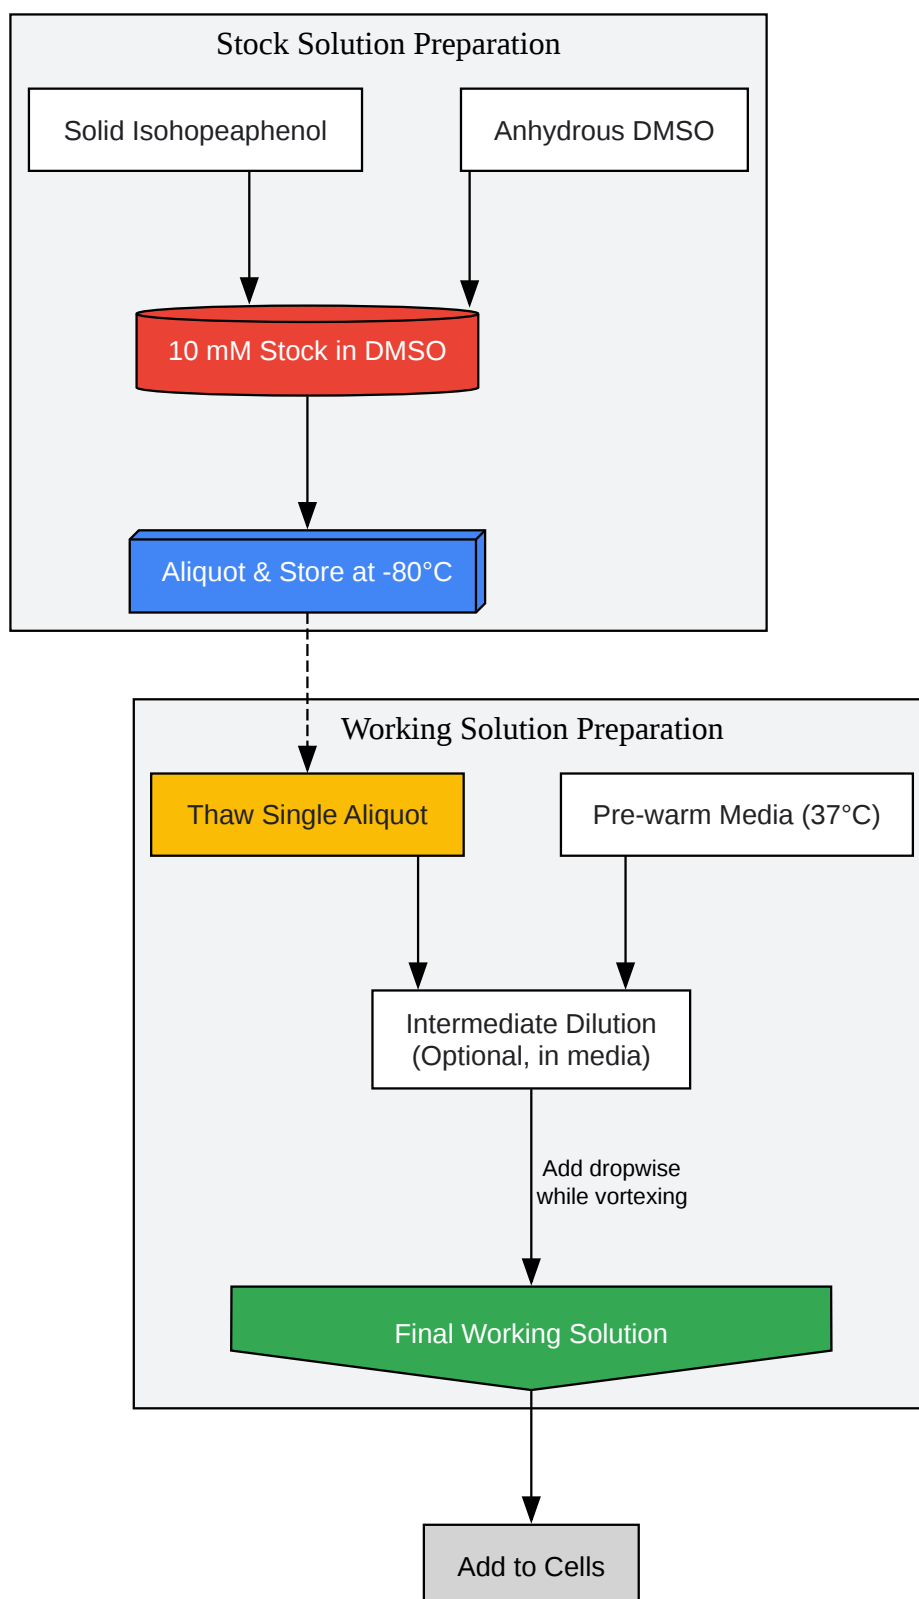 Stock Solution Preparation
Solid Isohopeaphenol
Anhydrous DMSO
10 mM Stock in DMSO
Aliquot & Store at -80°C
Working Solution Preparation
Thaw Single Aliquot
Pre-warm Media (37°C)
Intermediate Dilution
(Optional, in media)
Add dropwise
while vortexing
Final Working Solution
Add to Cells